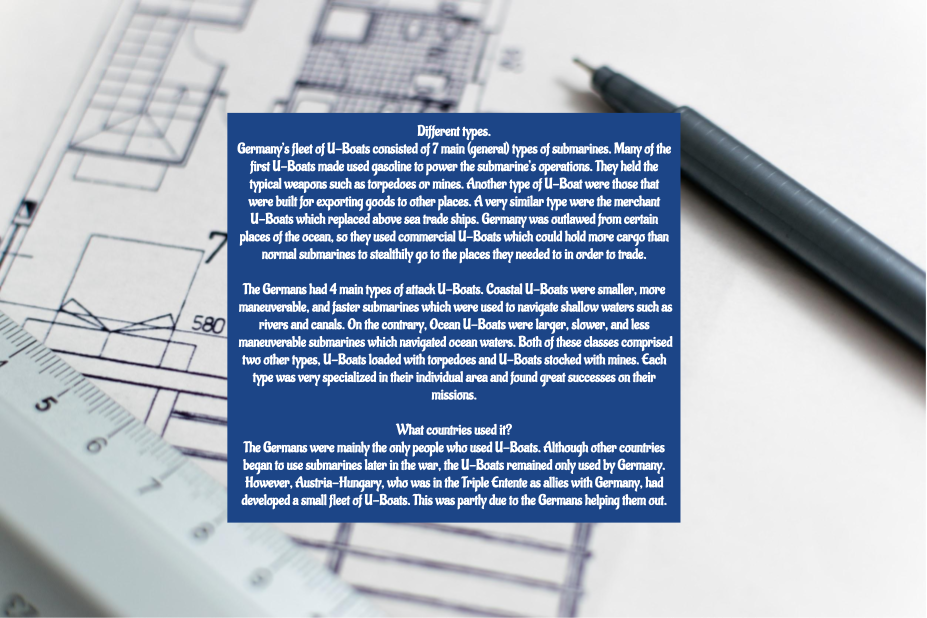 Different types.
Germany's fleet of U-Boats consisted of 7 main (general) types of submarines. Many of the
first U-Boats made used gasoline to power the submarine's operations. They held the
typical weapons such as torpedoes or mines. Another type of U-Boat were those that
were built for exporting goods to other places. A very similar type were the merchant
U-Boats which replaced above sea trade ships. Germany was outlawed from certain
places of the ocean, so they used commercial U-Boats which could hold more cargo than
normal submarines to stealthily go to the places they needed to in order to trade.
The Germans had 4 main types of attack U-Boats. Coastal U-Boats were smaller, more
maneuverable, and faster submarines which were used to navigate shallow waters such as
rivers and canals. On the contrary, Ocean U-Boats were larger, slower, and less
maneuverable submarines which navigated ocean waters. Both of these classes comprised
two other types, U-Boats loaded with torpedoes and U-Boats stocked with mines. Each
type was very specialized in their individual area and found great successes on their
missions.
What countries used it?
The Germans were mainly the only people who used U-Boats. Although other countries
began to use submarines later in the war, the U-Boats remained only used by Germany.
However, Austria-Hungary, who was in the Triple Entente as allies with Germany, had
developed a small fleet of U-Boats. This was partly due to the Germans helping them out.
7
580
5
6
7
8
9